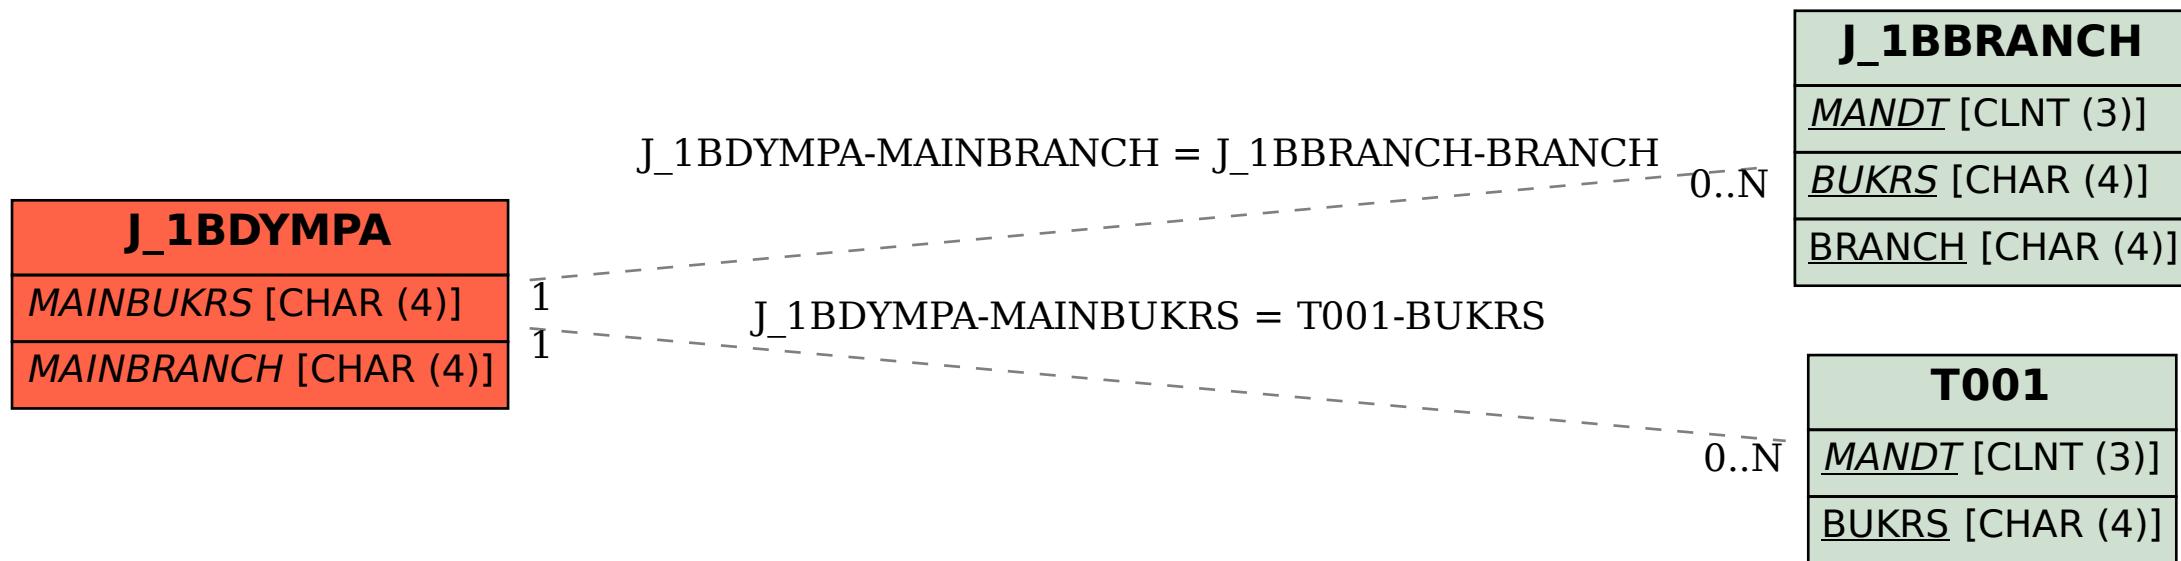 J_1BBRANCH
MANDT [CLNT (3)]
BUKRS [CHAR (4)]
BRANCH [CHAR (4)]
J_1BDYMPA-MAINBRANCH = J_1BBRANCH-BRANCH
0..N
J_1BDYMPA
MAINBUKRS [CHAR (4)]
MAINBRANCH [CHAR (4)]
1
1
J_1BDYMPA-MAINBUKRS = T001-BUKRS
0..N
T001
MANDT [CLNT (3)]
BUKRS [CHAR (4)]